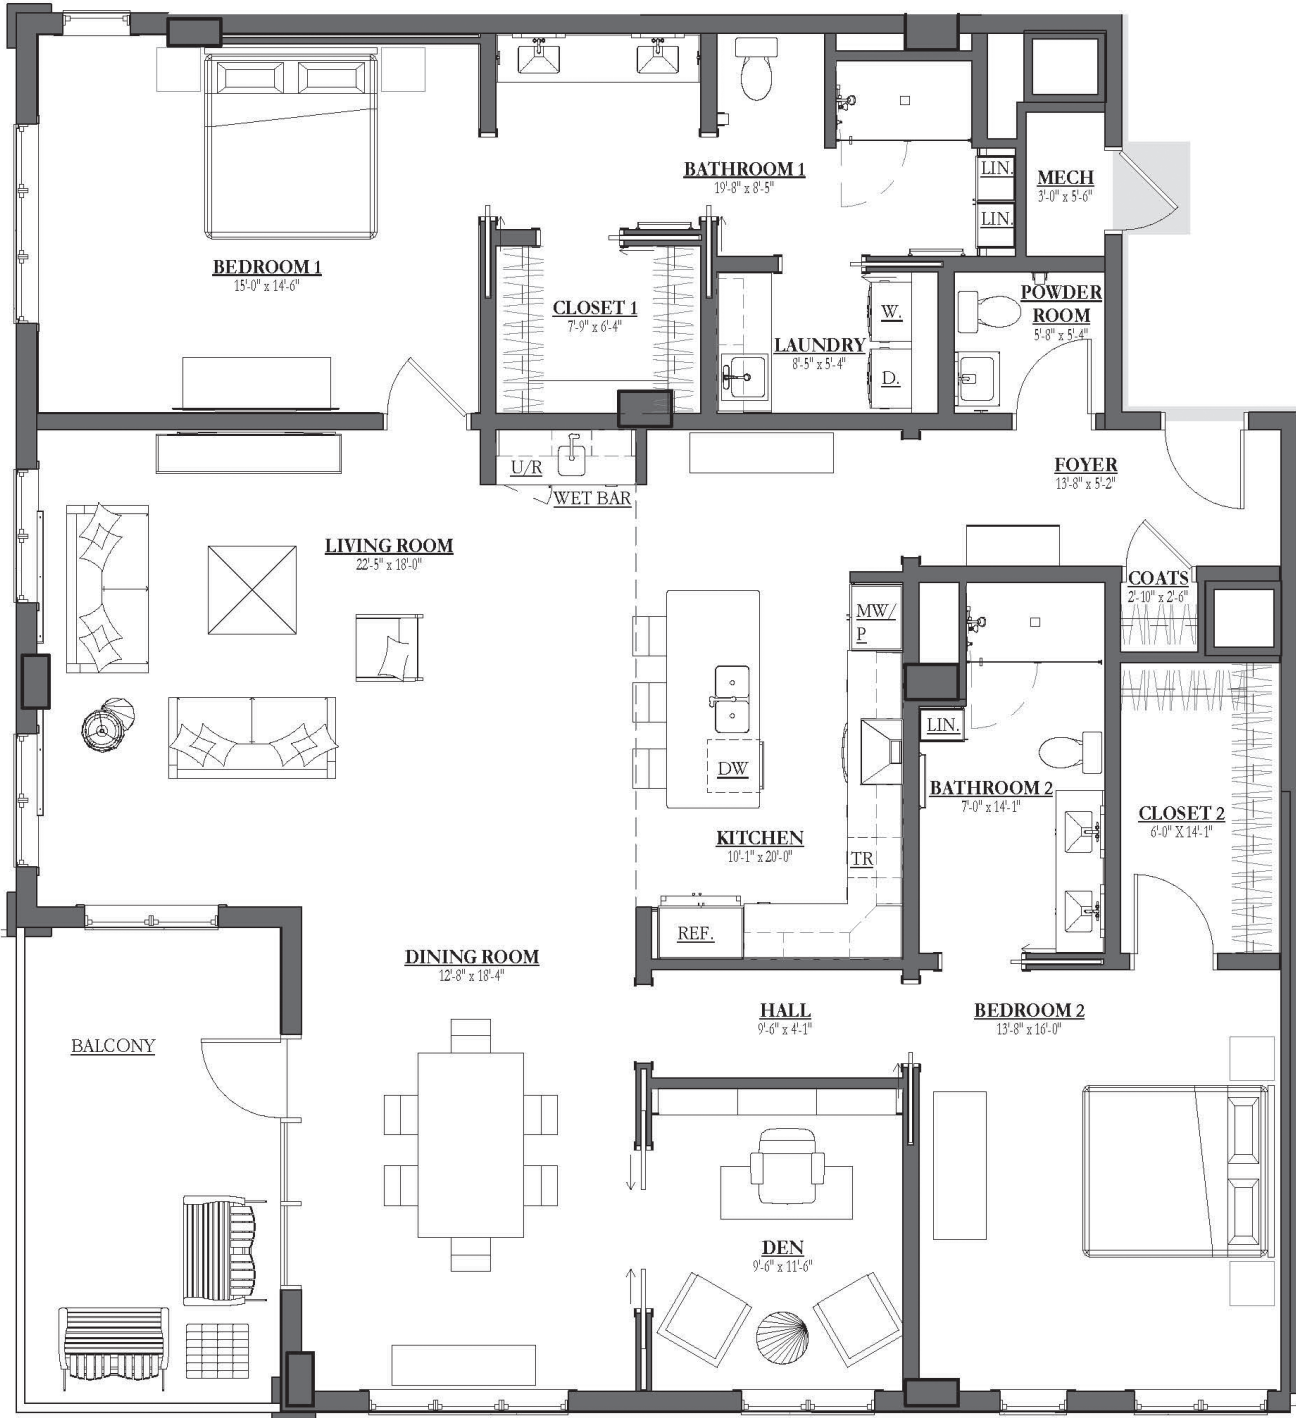 BATHROOM 1
19'-8" x 8'-5"
LIN.
LIN.
MECH
3'-0" x 5'-6"
BEDROOM 1
15'-0" x 14'-6"
CLOSET 1
7'-9" x 6'-4"
W.
D.
LAUNDRY
8'-5" x 5'-4"
POWDER
ROOM
5'-8" x 5'-4"
U/R
WET BAR
FOYER
13'-8" x 5'-2"
LIVING ROOM
22'-5" x 18'-0"
COATS
2'-10" x 2'-6"
MW/
P
LIN.
DW
BATHROOM 2
7'-0" x 14'-1"
CLOSET 2
6'-0" X 14'-1"
KITCHEN
10'-1" x 20'-0"
TR
REF.
DINING ROOM
12'-8" x 18'-4"
HALL
9'-6" x 4'-1"
BEDROOM 2
13'-8" x 16'-0"
BALCONY
DEN
9'-6" x 11'-6"